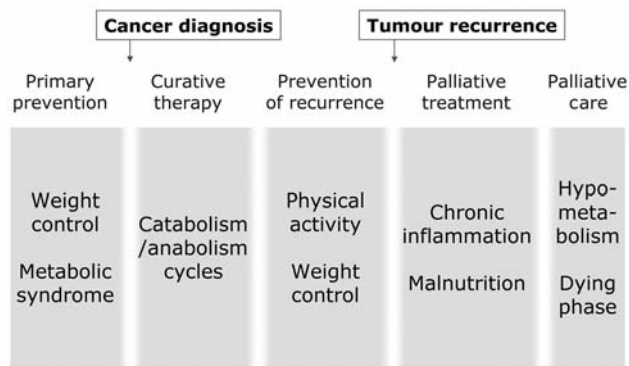 Cancer diagnosis
Tumour recurrence
Primary
prevention
Curative
therapy
Prevention
of recurrence
Palliative
treatment
Palliative
care
Weight
control
Metabolic
syndrome
Catabolism
/anabolism
cycles
Physical
activity
Weight
control
Chronic
inflammation
Malnutrition
Hypo-
meta-
bolism
Dying
phase